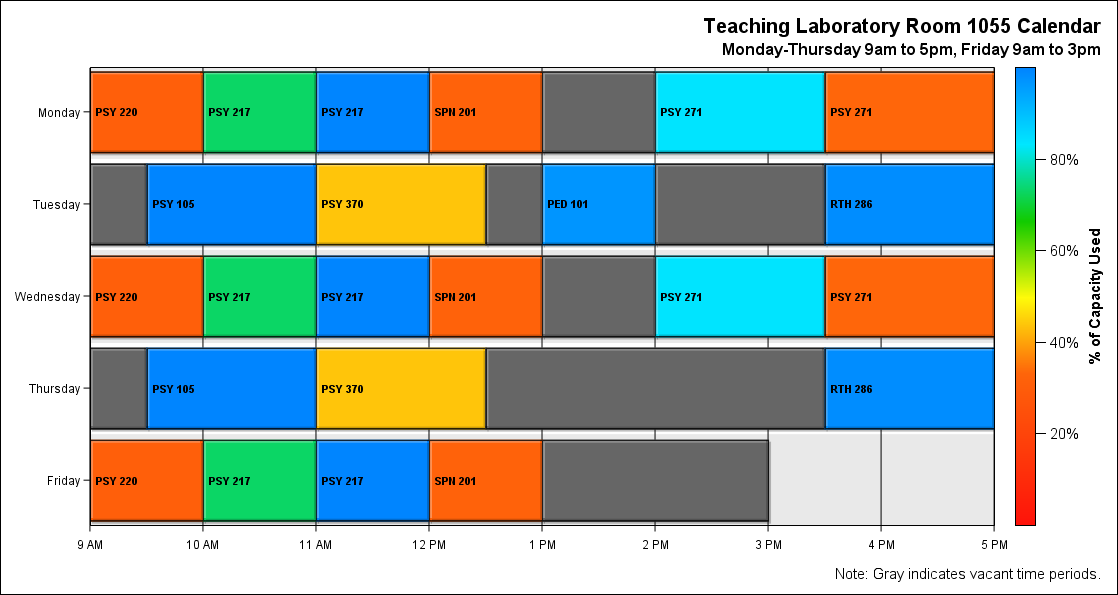 Teaching Laboratory Room 1055 Calendar
Monday-Thursday 9am to 5pm, Friday 9am to 3pm
Monday
PSY 220
PSY 217
PSY 217
SPN 201
PSY 271
PSY 271
Tuesday
PSY 105
PSY 370
PED 101
RTH 286
Wednesday
PSY 220
PSY 217
PSY 217
SPN 201
PSY 271
PSY 271
Thursday
PSY 105
PSY 370
RTH 286
Friday
PSY 220
PSY 217
PSY 217
SPN 201
9 AM
10 AM
11 AM
12 PM
1 PM
2 PM
3 PM
4 PM
5 PM
80%
60%
40%
20%
% of Capacity Used
Note: Gray indicates vacant time periods.